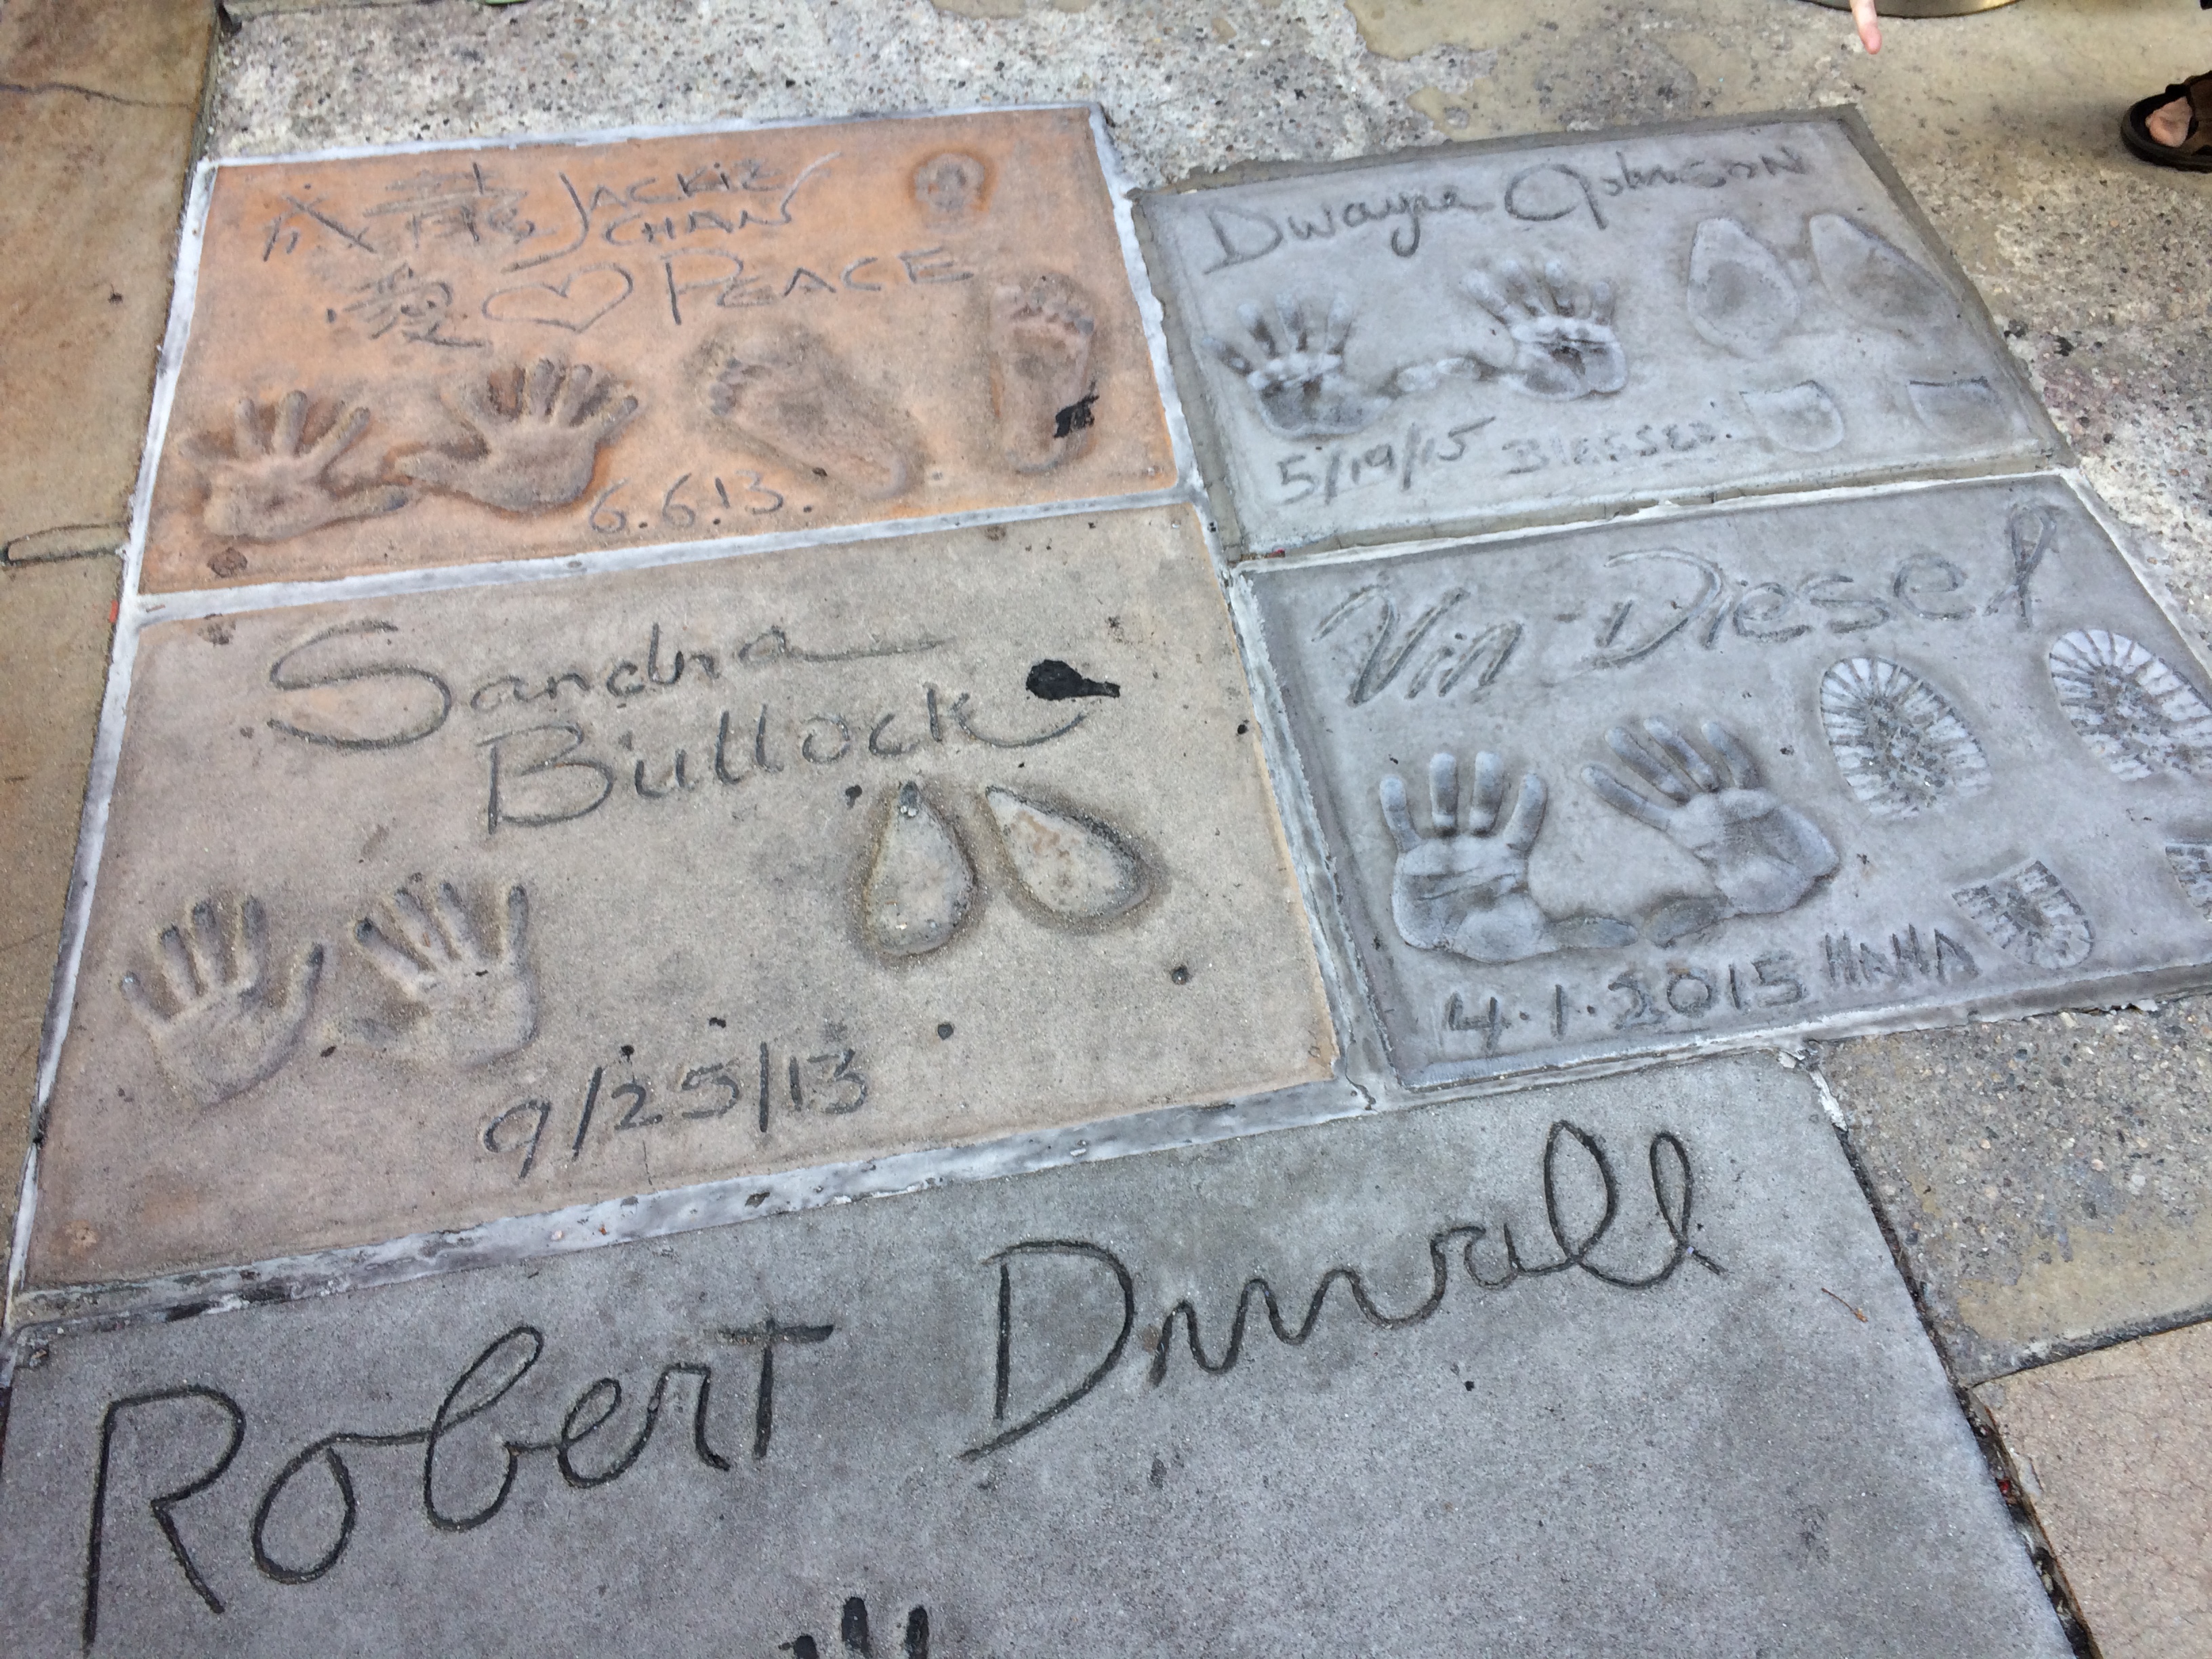 成龍 JACKIE
CHAN
愛 PEACE
6.6.13.
Dwayne Johnson
5/19/15 BLESSED.
Sandra
Bullock
9/25/13
Vin Diesel
4.1.2015 HAHA
Robert Duvall